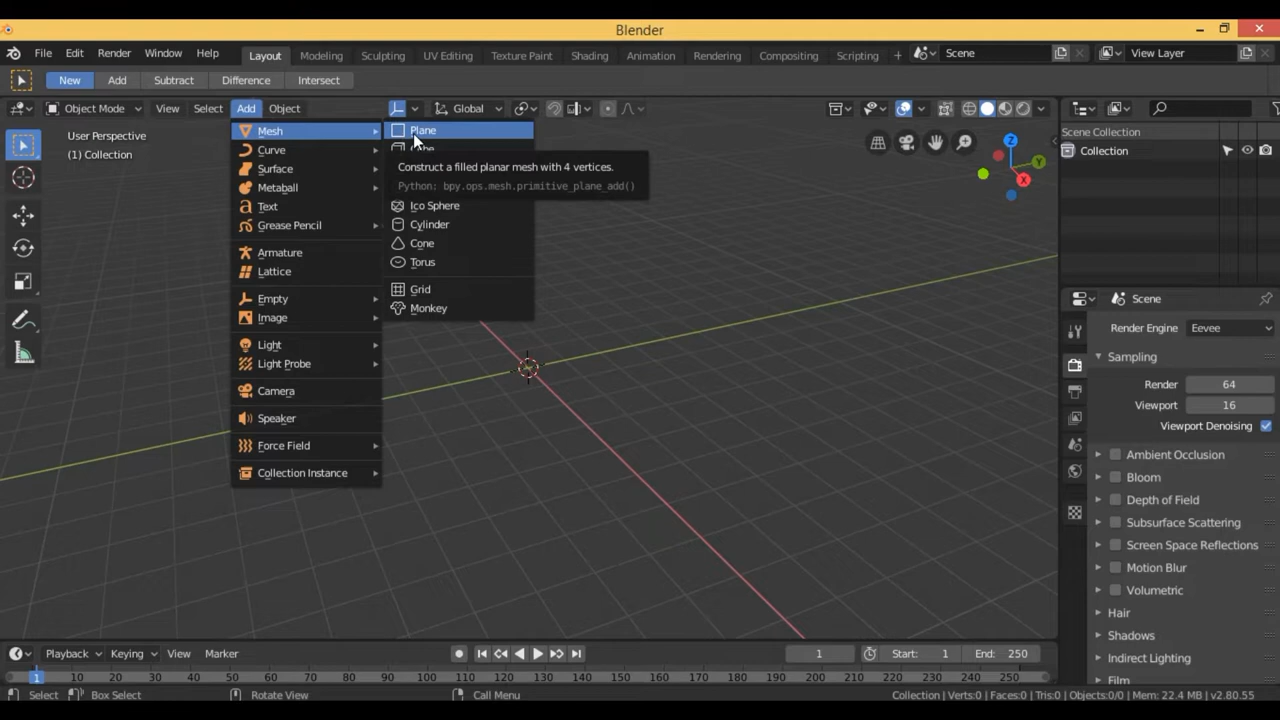 Blender
File Edit Render Window Help Layout Modeling Sculpting UV Editing Texture Paint Shading Animation Rendering Compositing Scripting + Scene View Layer
New Add Subtract Difference Intersect
Object Mode View Select Add Object Global
User Perspective
(1) Collection
Mesh
Curve
Surface
Metaball
Text
Grease Pencil
Armature
Lattice
Empty
Image
Light
Light Probe
Camera
Speaker
Force Field
Collection Instance
Plane
Construct a filled planar mesh with 4 vertices.
Python: bpy.ops.mesh.primitive_plane_add()
Ico Sphere
Cylinder
Cone
Torus
Grid
Monkey
Z
Y
X
Scene Collection
Collection
Scene
Render Engine Eevee
Sampling
Render 64
Viewport 16
Viewport Denoising
Ambient Occlusion
Bloom
Depth of Field
Subsurface Scattering
Screen Space Reflections
Motion Blur
Volumetric
Hair
Shadows
Indirect Lighting
Film
Playback Keying View Marker 1 Start: 1 End: 250
1 10 20 30 40 50 60 70 80 90 100 110 120 130 140 150 160 170 180 190 200 210 220 230 240 250
Select Box Select Rotate View Call Menu Collection | Verts:0 | Faces:0 | Tris:0 | Objects:0/0 | Mem: 22.4 MB | v2.80.55